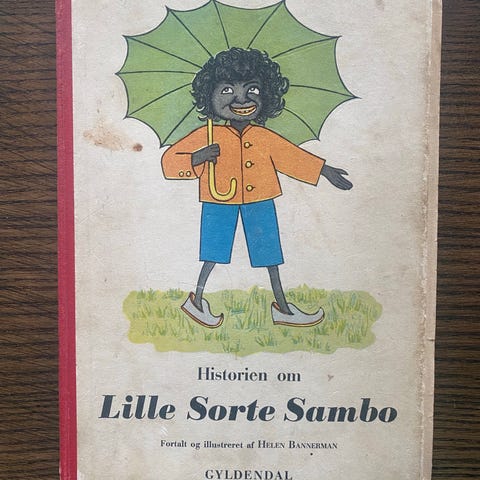 Historien om
Lille Sorte Sambo
Fortalt og illustreret af HELEN BANNERMAN
GYLDENDAL